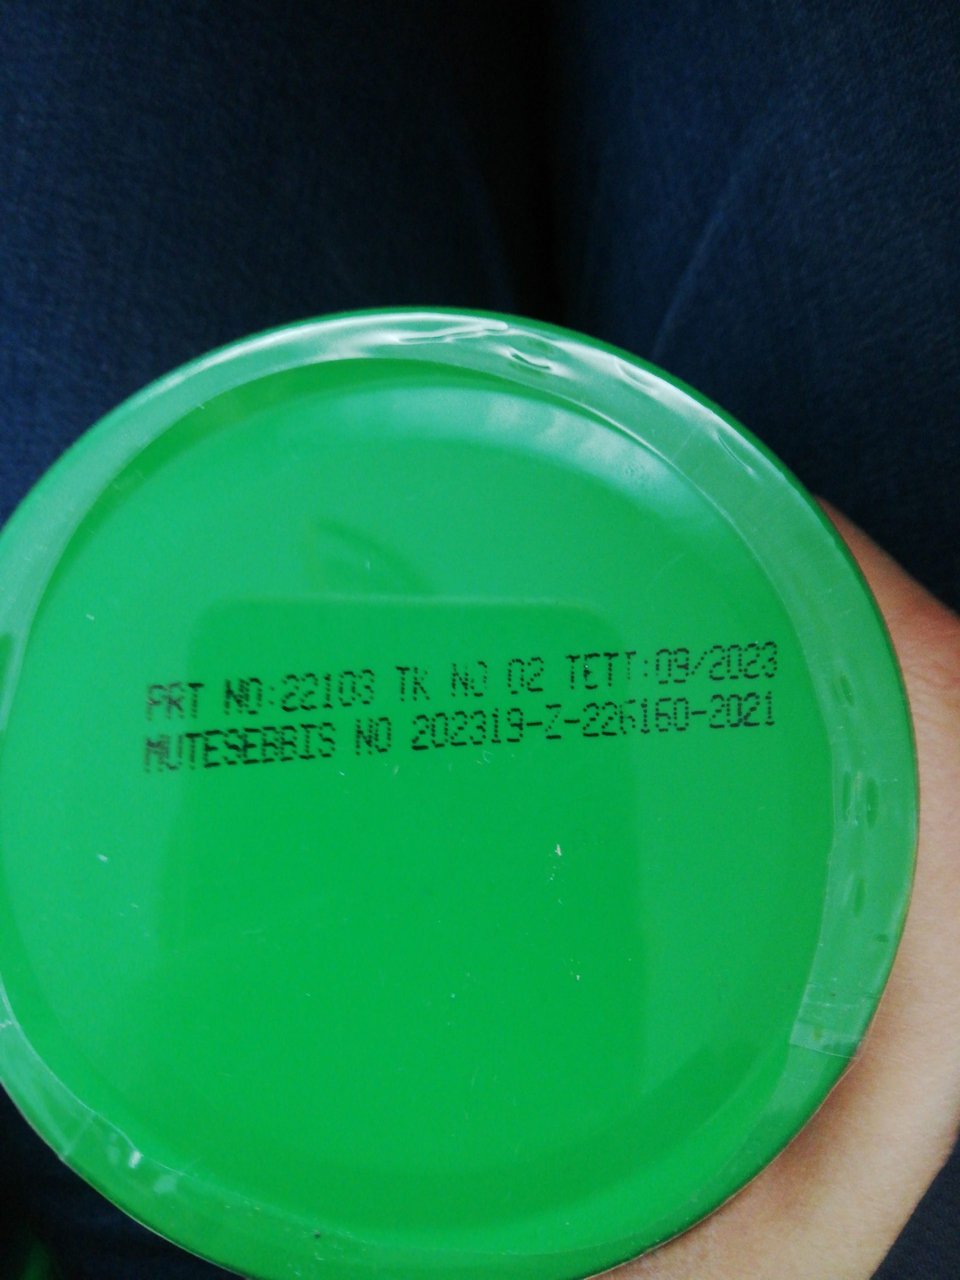 PRT NO:22103 TK NO 02 TETT:09/2023
MUTESEBBIS NO 202319-Z-226160-2021